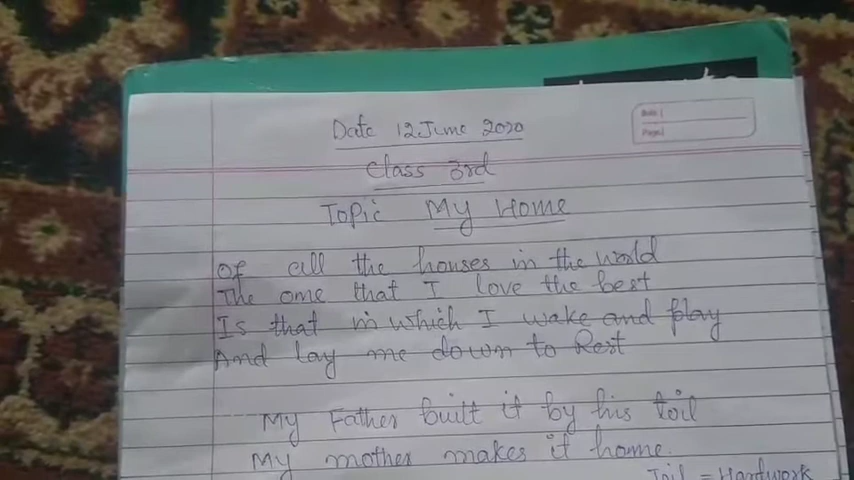 Date 12 June 2020
Date
Page
Class 3rd
Topic My Home
Of all the houses in the world
The one that I love the best
Is that in which I wake and play
And lay me down to Rest
My Father built it by his toil
My mother makes it home.
Toil = Hardwork